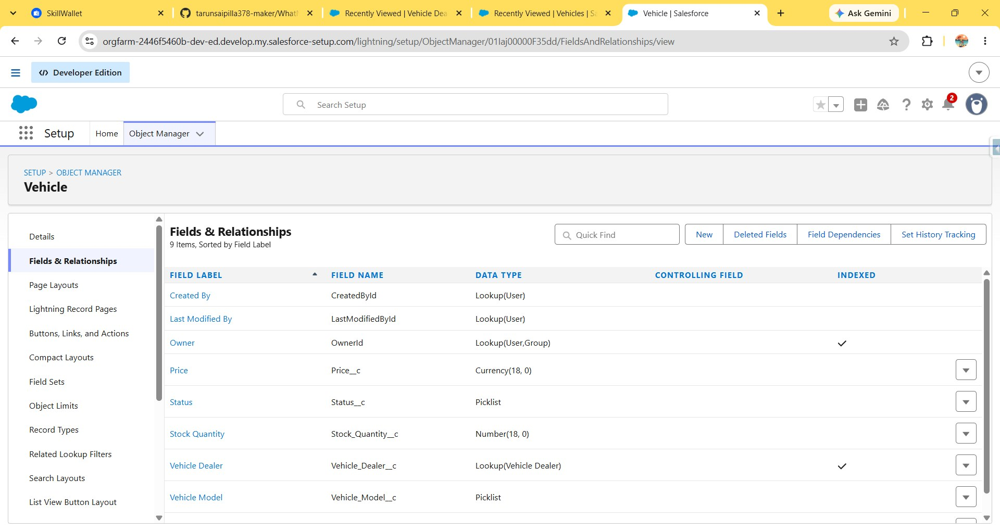 SkillWallet
tarunsaipilla378-maker/What
Recently Viewed | Vehicle Dea
Recently Viewed | Vehicles | Sa
Vehicle | Salesforce
Ask Gemini
orgfarm-2446f5460b-dev-ed.develop.my.salesforce-setup.com/lightning/setup/ObjectManager/01Iaj00000F35dd/FieldsAndRelationships/view
Developer Edition
Search Setup
2
Setup
Home
Object Manager
SETUP > OBJECT MANAGER
Vehicle
Details
Fields & Relationships
Page Layouts
Lightning Record Pages
Buttons, Links, and Actions
Compact Layouts
Field Sets
Object Limits
Record Types
Related Lookup Filters
Search Layouts
List View Button Layout
Fields & Relationships
9 Items, Sorted by Field Label
Quick Find
New
Deleted Fields
Field Dependencies
Set History Tracking
FIELD LABEL FIELD NAME DATA TYPE CONTROLLING FIELD INDEXED
Created By CreatedById Lookup(User)
Last Modified By LastModifiedById Lookup(User)
Owner OwnerId Lookup(User,Group)
Price Price__c Currency(18, 0)
Status Status__c Picklist
Stock Quantity Stock_Quantity__c Number(18, 0)
Vehicle Dealer Vehicle_Dealer__c Lookup(Vehicle Dealer)
Vehicle Model Vehicle_Model__c Picklist